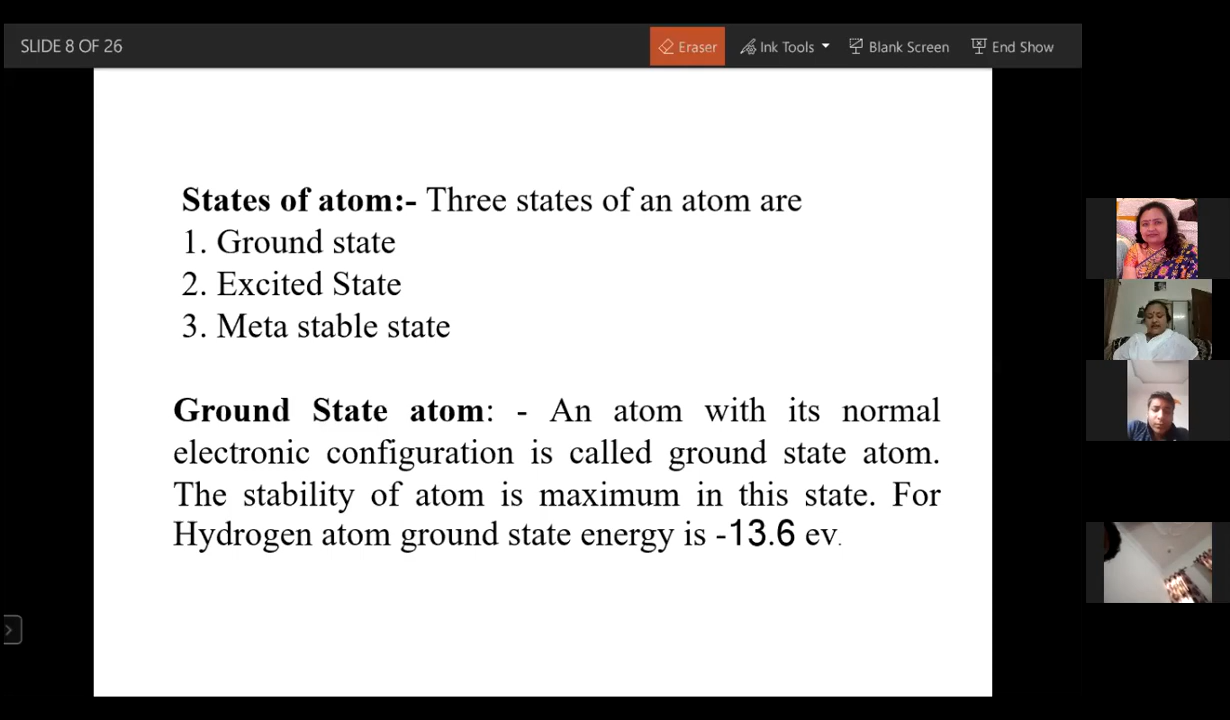 SLIDE 8 OF 26
Eraser
Ink Tools
Blank Screen
End Show
States of atom:- Three states of an atom are
1. Ground state
2. Excited State
3. Meta stable state
Ground State atom: - An atom with its normal
electronic configuration is called ground state atom.
The stability of atom is maximum in this state. For
Hydrogen atom ground state energy is -13.6 ev.